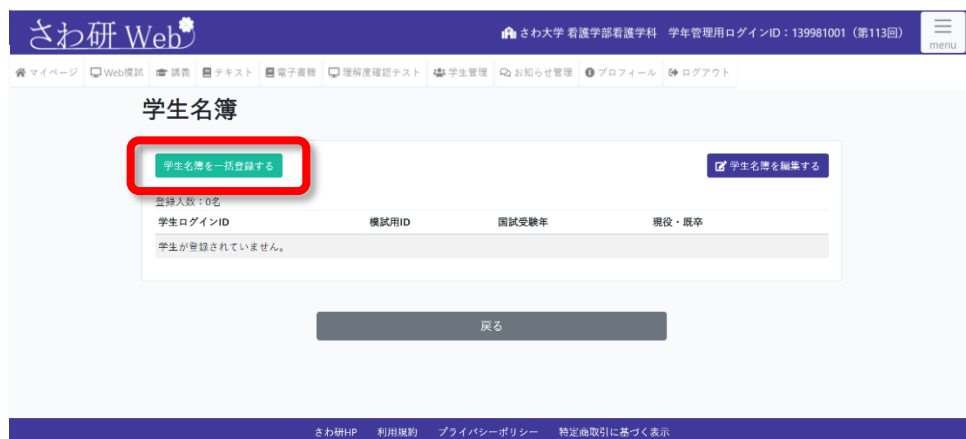 さわ研 Web
さわ大学 看護学部看護学科 学年管理用ログインID：139981001（第113回）
menu
マイページ Web模試 講義 テキスト 電子書籍 理解度確認テスト 学生管理 お知らせ管理 プロフィール ログアウト
学生名簿
学生名簿を一括登録する 学生名簿を編集する
登録人数：0名
学生ログインID 模試用ID 国試受験年 現役・既卒
学生が登録されていません。
戻る
さわ研HP 利用規約 プライバシーポリシー 特定商取引に基づく表示